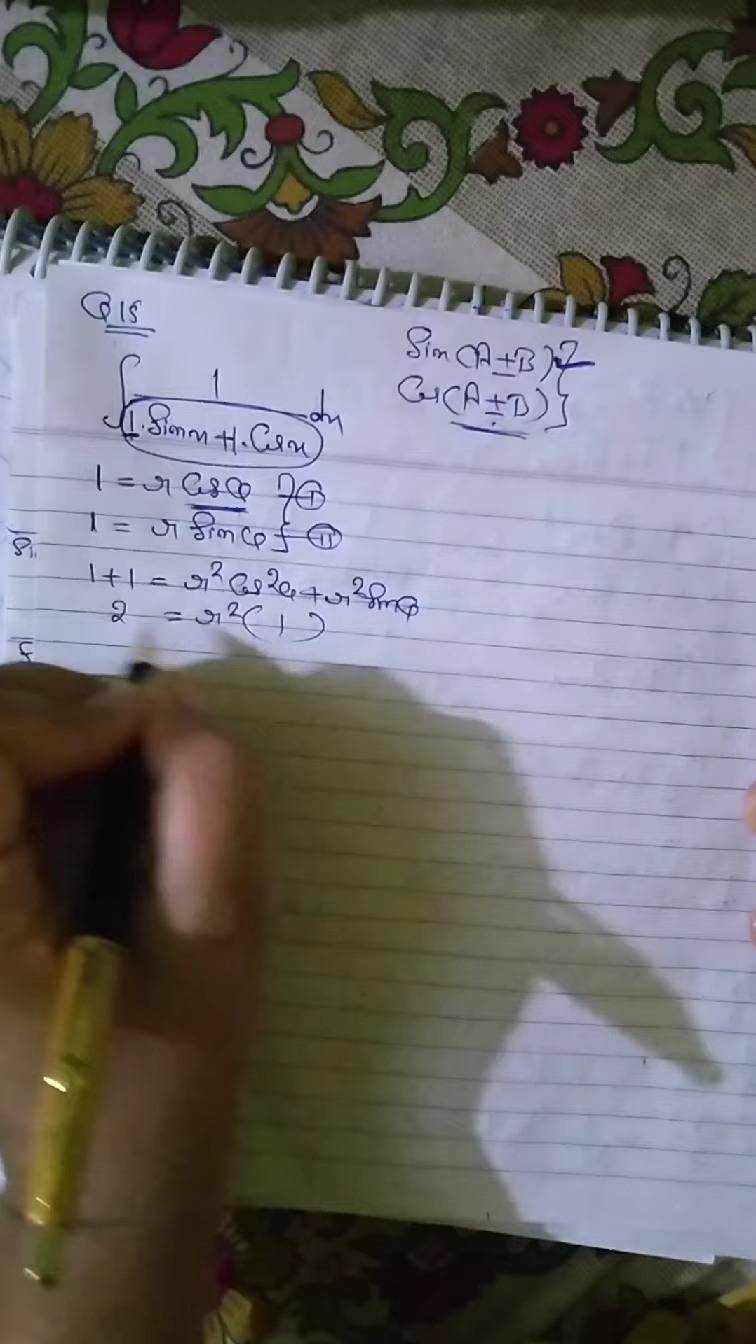 Q15
∫ 1 / (1.Sinx + 1.Cosx) dx
Sin(A±B)
Cos(A±B) }
1 = r Cosφ } Ⓘ
1 = r Sinφ } Ⓘ Ⓘ
1+1 = r²Cos²φ + r²Sin²φ
2 = r²(1)